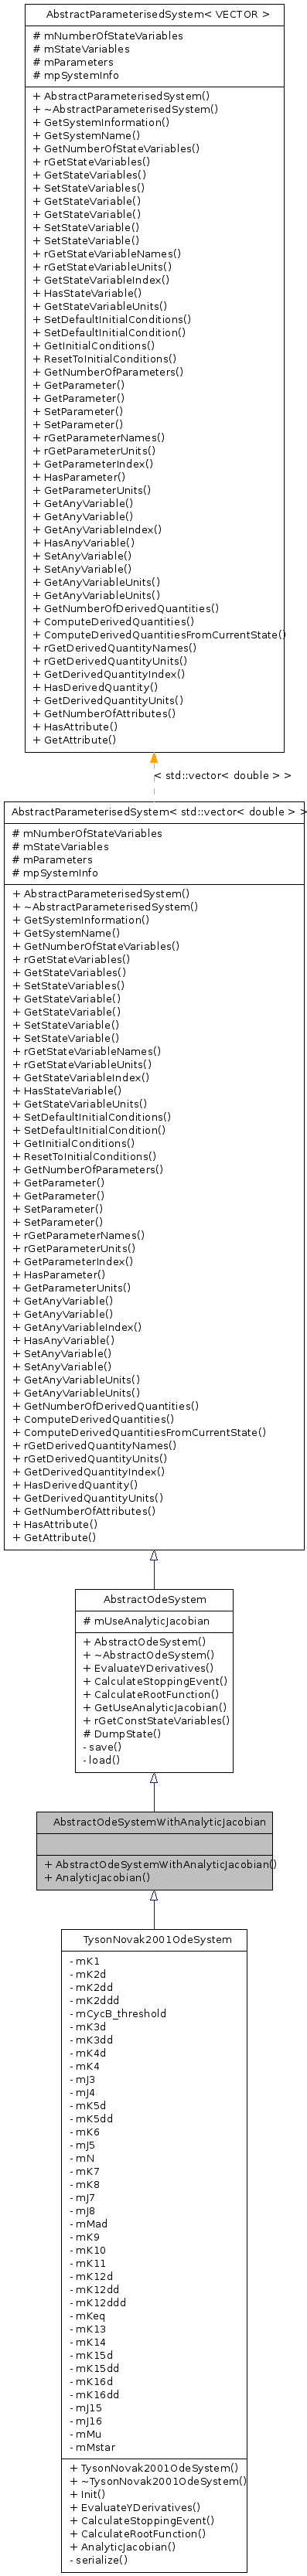 AbstractParameterisedSystem< VECTOR >
# mNumberOfStateVariables
# mStateVariables
# mParameters
# mpSystemInfo
+ AbstractParameterisedSystem()
+ ~AbstractParameterisedSystem()
+ GetSystemInformation()
+ GetSystemName()
+ GetNumberOfStateVariables()
+ rGetStateVariables()
+ GetStateVariables()
+ SetStateVariables()
+ GetStateVariable()
+ GetStateVariable()
+ SetStateVariable()
+ SetStateVariable()
+ rGetStateVariableNames()
+ rGetStateVariableUnits()
+ GetStateVariableIndex()
+ HasStateVariable()
+ GetStateVariableUnits()
+ SetDefaultInitialConditions()
+ SetDefaultInitialCondition()
+ GetInitialConditions()
+ ResetToInitialConditions()
+ GetNumberOfParameters()
+ GetParameter()
+ GetParameter()
+ SetParameter()
+ SetParameter()
+ rGetParameterNames()
+ rGetParameterUnits()
+ GetParameterIndex()
+ HasParameter()
+ GetParameterUnits()
+ GetAnyVariable()
+ GetAnyVariable()
+ GetAnyVariableIndex()
+ HasAnyVariable()
+ SetAnyVariable()
+ SetAnyVariable()
+ GetAnyVariableUnits()
+ GetAnyVariableUnits()
+ GetNumberOfDerivedQuantities()
+ ComputeDerivedQuantities()
+ ComputeDerivedQuantitiesFromCurrentState()
+ rGetDerivedQuantityNames()
+ rGetDerivedQuantityUnits()
+ GetDerivedQuantityIndex()
+ HasDerivedQuantity()
+ GetDerivedQuantityUnits()
+ GetNumberOfAttributes()
+ HasAttribute()
+ GetAttribute()
< std::vector< double > >
AbstractParameterisedSystem< std::vector< double > >
# mNumberOfStateVariables
# mStateVariables
# mParameters
# mpSystemInfo
+ AbstractParameterisedSystem()
+ ~AbstractParameterisedSystem()
+ GetSystemInformation()
+ GetSystemName()
+ GetNumberOfStateVariables()
+ rGetStateVariables()
+ GetStateVariables()
+ SetStateVariables()
+ GetStateVariable()
+ GetStateVariable()
+ SetStateVariable()
+ SetStateVariable()
+ rGetStateVariableNames()
+ rGetStateVariableUnits()
+ GetStateVariableIndex()
+ HasStateVariable()
+ GetStateVariableUnits()
+ SetDefaultInitialConditions()
+ SetDefaultInitialCondition()
+ GetInitialConditions()
+ ResetToInitialConditions()
+ GetNumberOfParameters()
+ GetParameter()
+ GetParameter()
+ SetParameter()
+ SetParameter()
+ rGetParameterNames()
+ rGetParameterUnits()
+ GetParameterIndex()
+ HasParameter()
+ GetParameterUnits()
+ GetAnyVariable()
+ GetAnyVariable()
+ GetAnyVariableIndex()
+ HasAnyVariable()
+ SetAnyVariable()
+ SetAnyVariable()
+ GetAnyVariableUnits()
+ GetAnyVariableUnits()
+ GetNumberOfDerivedQuantities()
+ ComputeDerivedQuantities()
+ ComputeDerivedQuantitiesFromCurrentState()
+ rGetDerivedQuantityNames()
+ rGetDerivedQuantityUnits()
+ GetDerivedQuantityIndex()
+ HasDerivedQuantity()
+ GetDerivedQuantityUnits()
+ GetNumberOfAttributes()
+ HasAttribute()
+ GetAttribute()
AbstractOdeSystem
# mUseAnalyticJacobian
+ AbstractOdeSystem()
+ ~AbstractOdeSystem()
+ EvaluateYDerivatives()
+ CalculateStoppingEvent()
+ CalculateRootFunction()
+ GetUseAnalyticJacobian()
+ rGetConstStateVariables()
# DumpState()
- save()
- load()
AbstractOdeSystemWithAnalyticJacobian
+ AbstractOdeSystemWithAnalyticJacobian()
+ AnalyticJacobian()
TysonNovak2001OdeSystem
- mK1
- mK2d
- mK2dd
- mK2ddd
- mCycB_threshold
- mK3d
- mK3dd
- mK4d
- mK4
- mJ3
- mJ4
- mK5d
- mK5dd
- mK6
- mJ5
- mN
- mK7
- mK8
- mJ7
- mJ8
- mMad
- mK9
- mK10
- mK11
- mK12d
- mK12dd
- mK12ddd
- mKeq
- mK13
- mK14
- mK15d
- mK15dd
- mK16d
- mK16dd
- mJ15
- mJ16
- mMu
- mMstar
+ TysonNovak2001OdeSystem()
+ ~TysonNovak2001OdeSystem()
+ Init()
+ EvaluateYDerivatives()
+ CalculateStoppingEvent()
+ CalculateRootFunction()
+ AnalyticJacobian()
- serialize()